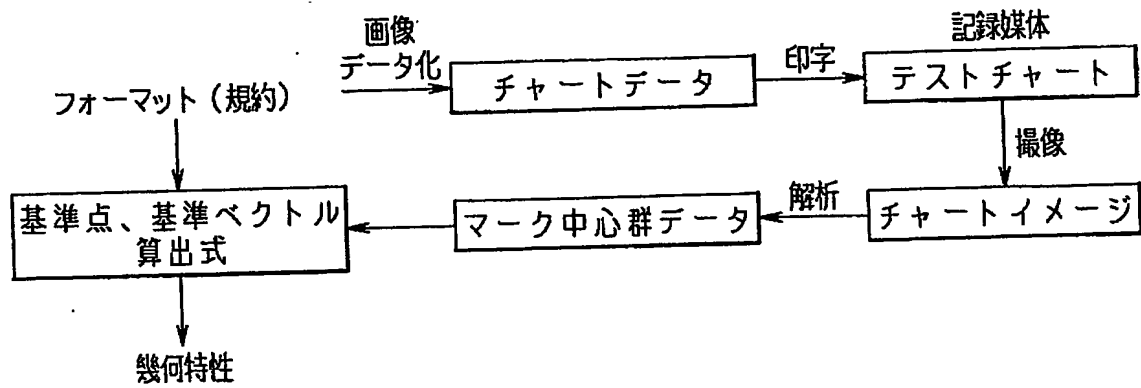 画像
データ化
チャートデータ
印字
記録媒体
テストチャート
撮像
チャートイメージ
解析
マーク中心群データ
フォーマット（規約）
基準点、基準ベクトル
算出式
幾何特性